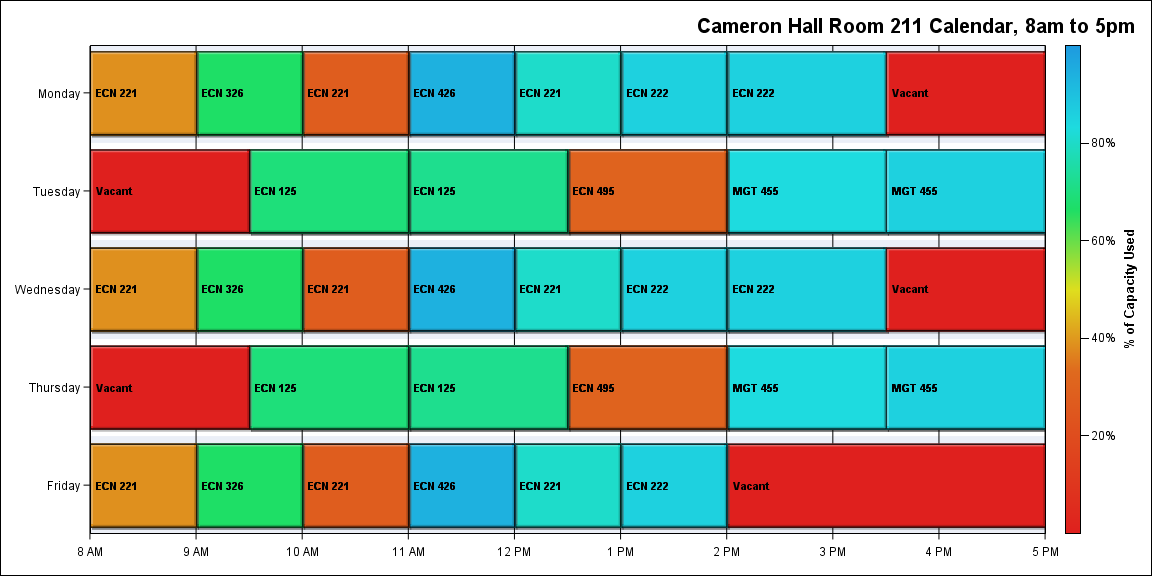 Cameron Hall Room 211 Calendar, 8am to 5pm
Monday
ECN 221
ECN 326
ECN 221
ECN 426
ECN 221
ECN 222
ECN 222
Vacant
Tuesday
Vacant
ECN 125
ECN 125
ECN 495
MGT 455
MGT 455
Wednesday
ECN 221
ECN 326
ECN 221
ECN 426
ECN 221
ECN 222
ECN 222
Vacant
Thursday
Vacant
ECN 125
ECN 125
ECN 495
MGT 455
MGT 455
Friday
ECN 221
ECN 326
ECN 221
ECN 426
ECN 221
ECN 222
Vacant
8 AM
9 AM
10 AM
11 AM
12 PM
1 PM
2 PM
3 PM
4 PM
5 PM
80%
60%
40%
20%
% of Capacity Used